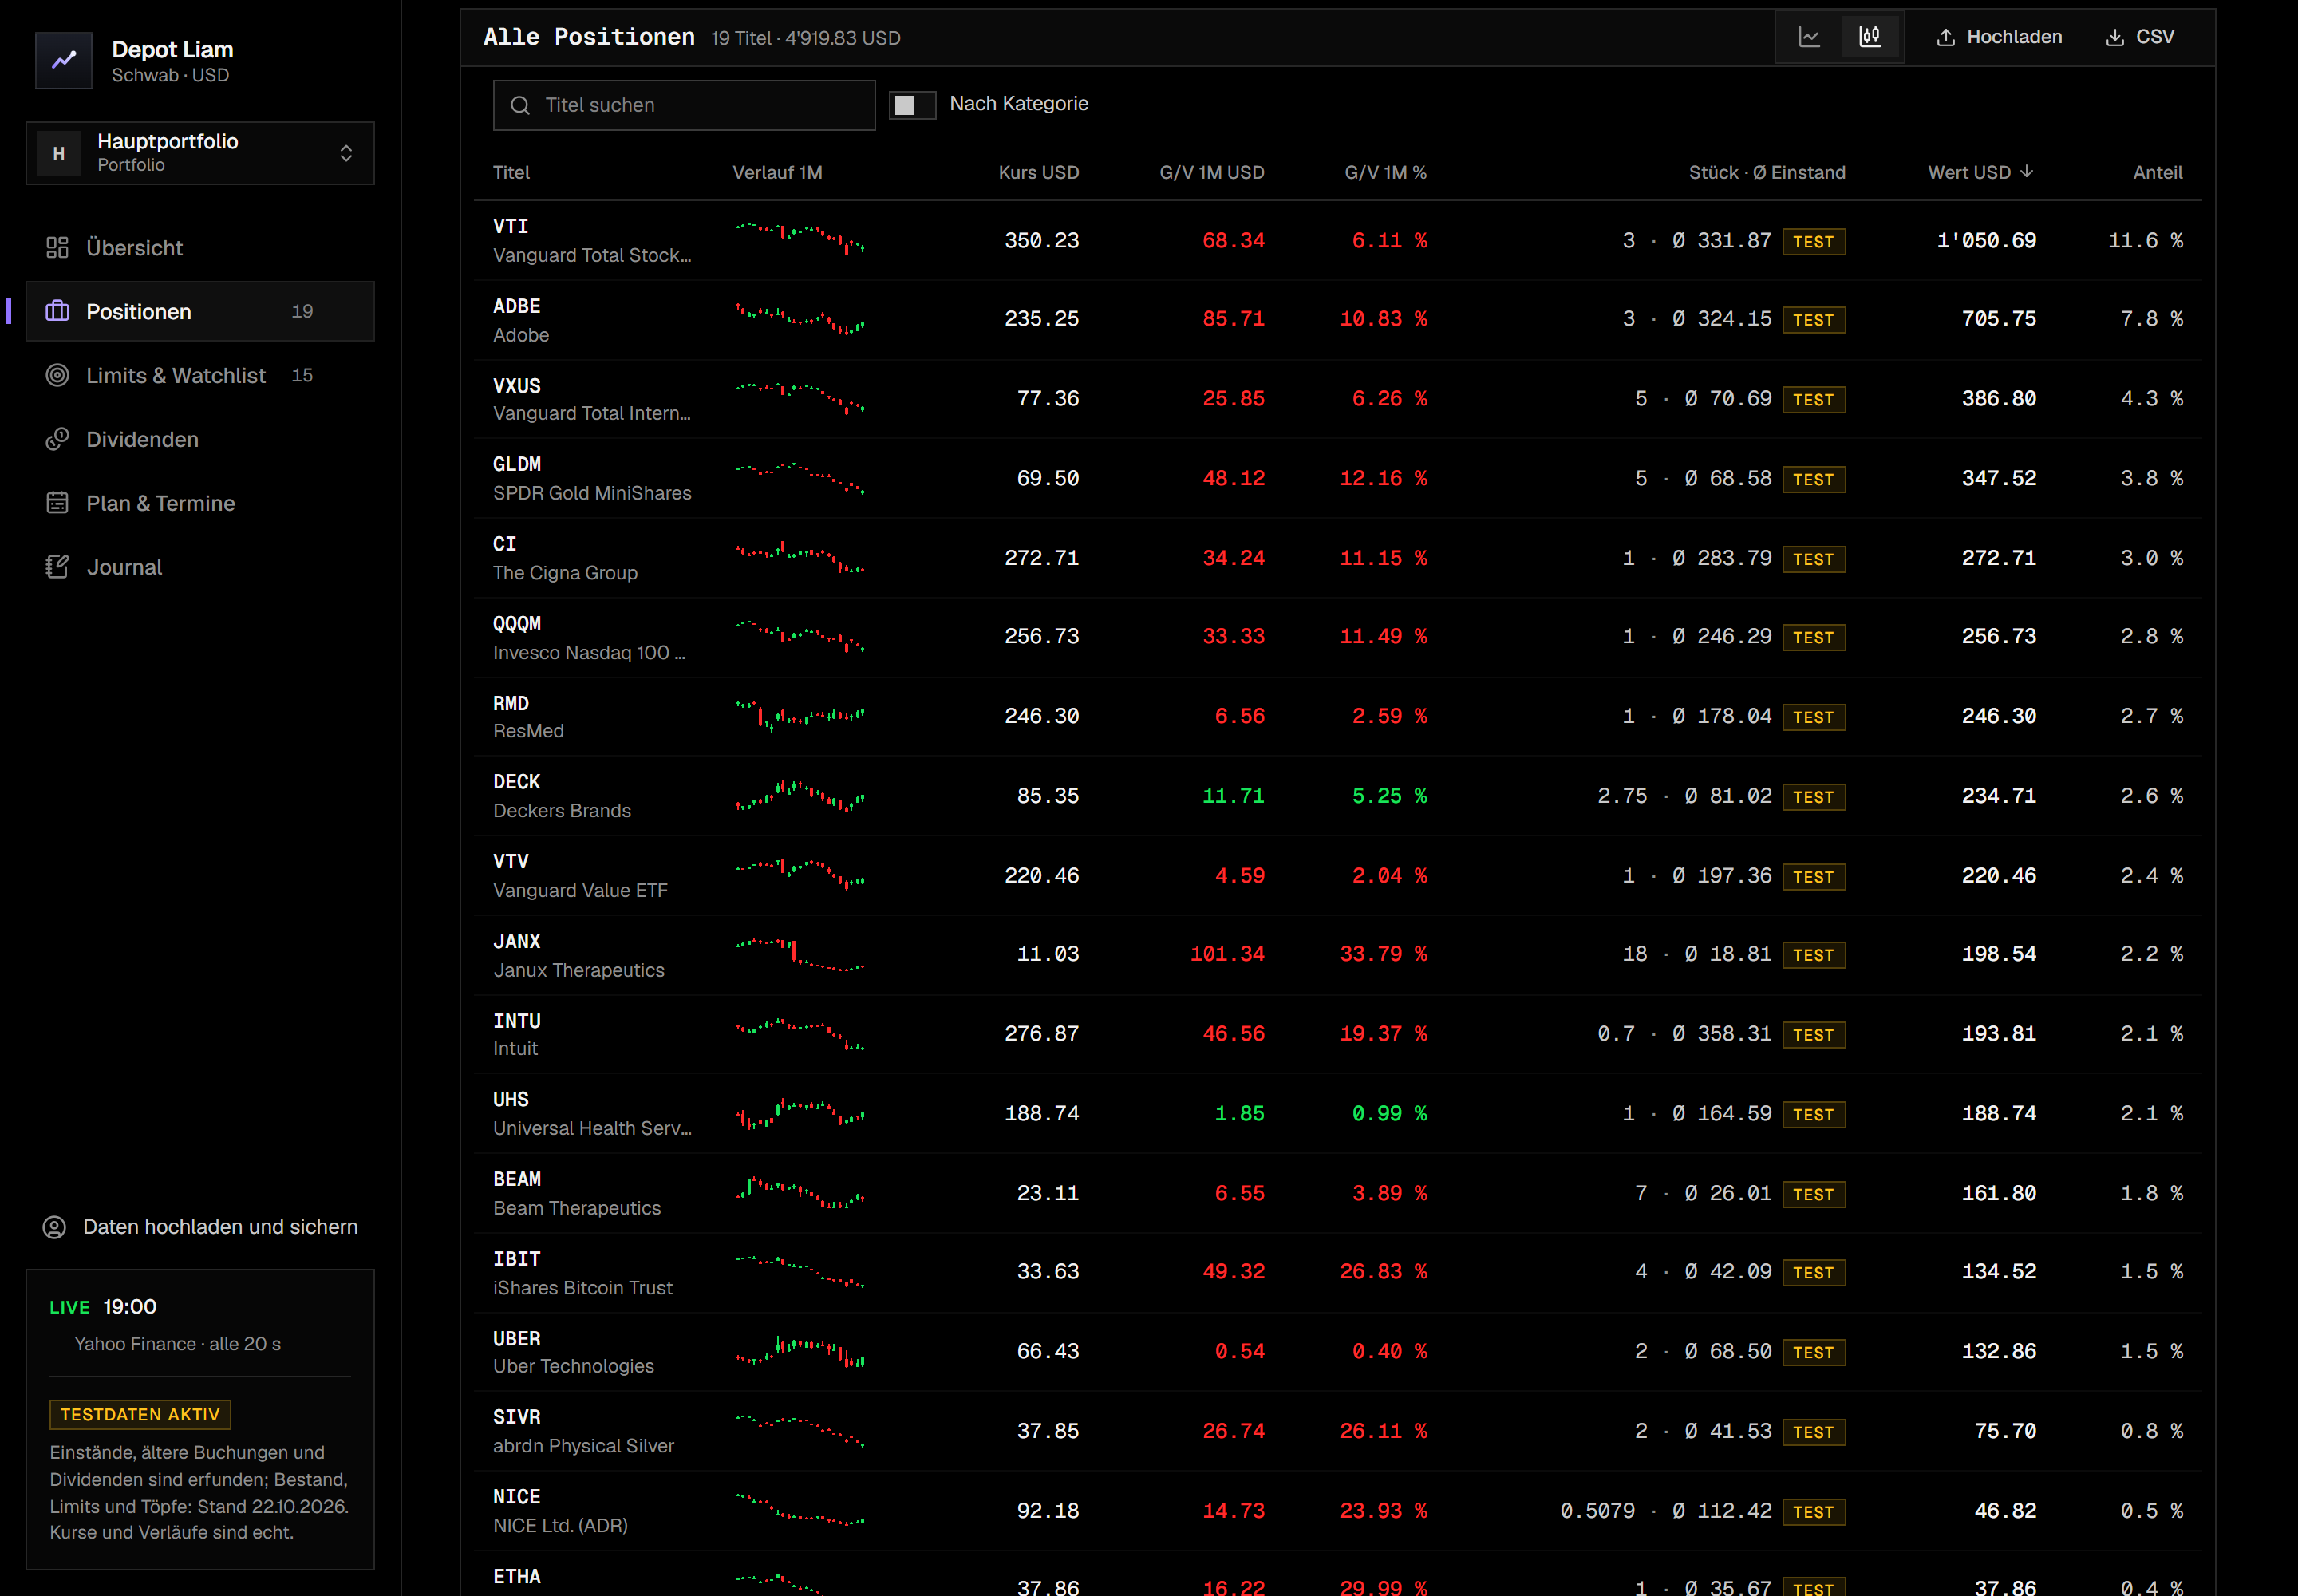 Depot Liam
Schwab · USD
H
Hauptportfolio
Portfolio
Übersicht
Positionen 19
Limits & Watchlist 15
Dividenden
Plan & Termine
Journal
Daten hochladen und sichern
LIVE 19:00
Yahoo Finance · alle 20 s
TESTDATEN AKTIV
Einstände, ältere Buchungen und
Dividenden sind erfunden; Bestand,
Limits und Töpfe: Stand 22.10.2026.
Kurse und Verläufe sind echt.
Alle Positionen 19 Titel · 4'919.83 USD
Hochladen CSV
Titel suchen Nach Kategorie
Titel Verlauf 1M Kurs USD G/V 1M USD G/V 1M % Stück · Ø Einstand Wert USD ↓ Anteil
VTI
Vanguard Total Stock... 350.23 68.34 6.11 % 3 · Ø 331.87 TEST 1'050.69 11.6 %
ADBE
Adobe 235.25 85.71 10.83 % 3 · Ø 324.15 TEST 705.75 7.8 %
VXUS
Vanguard Total Intern... 77.36 25.85 6.26 % 5 · Ø 70.69 TEST 386.80 4.3 %
GLDM
SPDR Gold MiniShares 69.50 48.12 12.16 % 5 · Ø 68.58 TEST 347.52 3.8 %
CI
The Cigna Group 272.71 34.24 11.15 % 1 · Ø 283.79 TEST 272.71 3.0 %
QQQM
Invesco Nasdaq 100 ... 256.73 33.33 11.49 % 1 · Ø 246.29 TEST 256.73 2.8 %
RMD
ResMed 246.30 6.56 2.59 % 1 · Ø 178.04 TEST 246.30 2.7 %
DECK
Deckers Brands 85.35 11.71 5.25 % 2.75 · Ø 81.02 TEST 234.71 2.6 %
VTV
Vanguard Value ETF 220.46 4.59 2.04 % 1 · Ø 197.36 TEST 220.46 2.4 %
JANX
Janux Therapeutics 11.03 101.34 33.79 % 18 · Ø 18.81 TEST 198.54 2.2 %
INTU
Intuit 276.87 46.56 19.37 % 0.7 · Ø 358.31 TEST 193.81 2.1 %
UHS
Universal Health Serv... 188.74 1.85 0.99 % 1 · Ø 164.59 TEST 188.74 2.1 %
BEAM
Beam Therapeutics 23.11 6.55 3.89 % 7 · Ø 26.01 TEST 161.80 1.8 %
IBIT
iShares Bitcoin Trust 33.63 49.32 26.83 % 4 · Ø 42.09 TEST 134.52 1.5 %
UBER
Uber Technologies 66.43 0.54 0.40 % 2 · Ø 68.50 TEST 132.86 1.5 %
SIVR
abrdn Physical Silver 37.85 26.74 26.11 % 2 · Ø 41.53 TEST 75.70 0.8 %
NICE
NICE Ltd. (ADR) 92.18 14.73 23.93 % 0.5079 · Ø 112.42 TEST 46.82 0.5 %
ETHA
37.86 16.22 29.99 % 1 · Ø 35.67 TEST 37.86 0.4 %